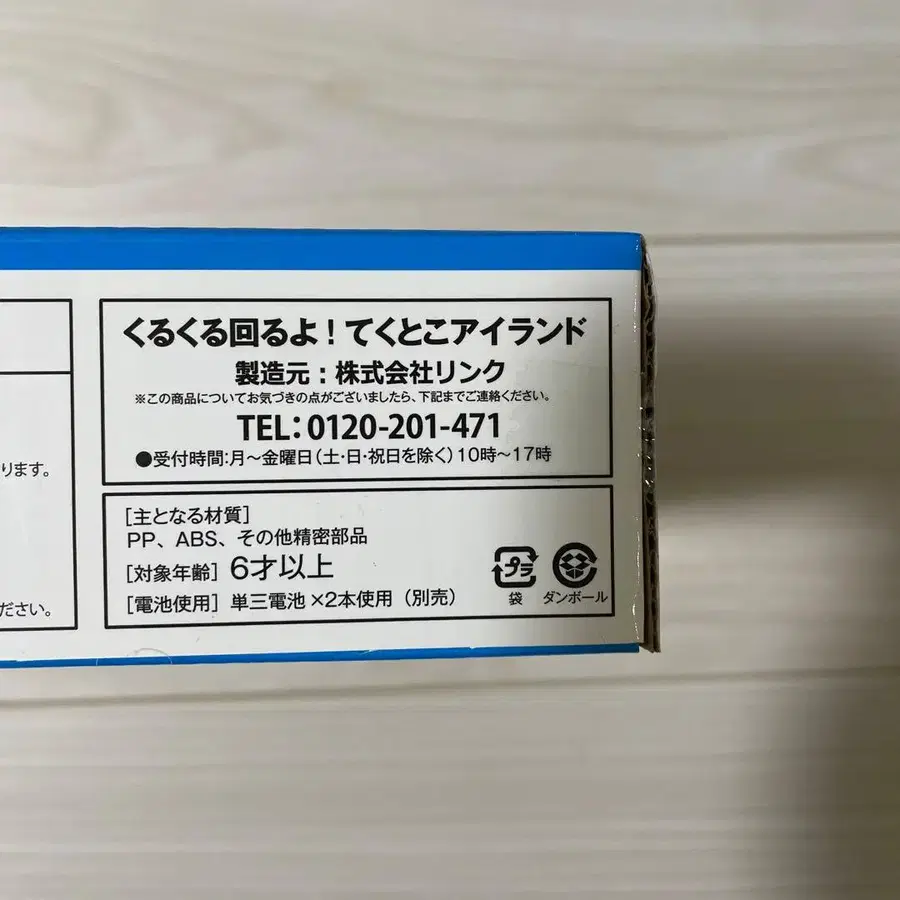 くるくる回るよ!てくとこアイランド
製造元:株式会社リンク
※この商品についてお気づきの点がございましたら、下記までご連絡ください。
TEL:0120-201-471
●受付時間:月〜金曜日(土・日・祝日を除く)10時〜17時
ります。
ださい。
[主となる材質]
PP、ABS、その他精密部品
[対象年齢] 6才以上
[電池使用] 単三電池×2本使用(別売)
プラ
袋
ダンボール